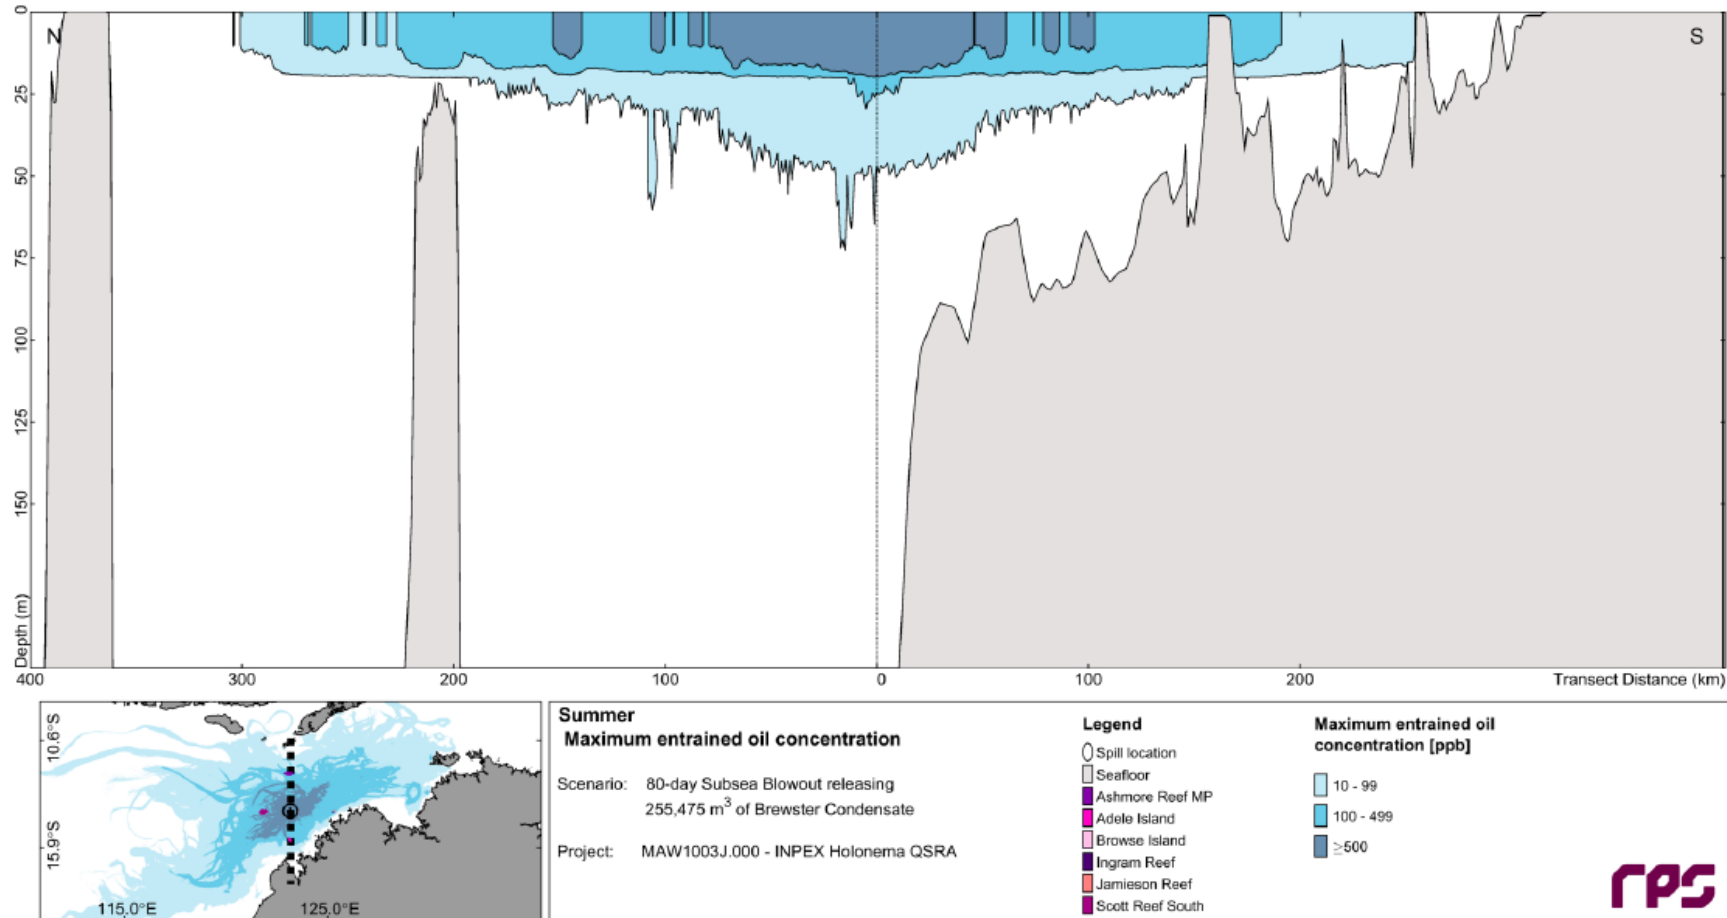 0
N
S
25
50
75
100
125
150
Depth (m)
400
300
200
100
0
100
200
Transect Distance (km)
10.6°S
15.9°S
115.0°E
125.0°E
Summer
Maximum entrained oil concentration
Scenario: 80-day Subsea Blowout releasing
255,475 m³ of Brewster Condensate
Project: MAW1003J.000 - INPEX Holonema QSRA
Legend
Spill location
Seafloor
Ashmore Reef MP
Adele Island
Browse Island
Ingram Reef
Jamieson Reef
Scott Reef South
Maximum entrained oil
concentration [ppb]
10 - 99
100 - 499
≥500
rps